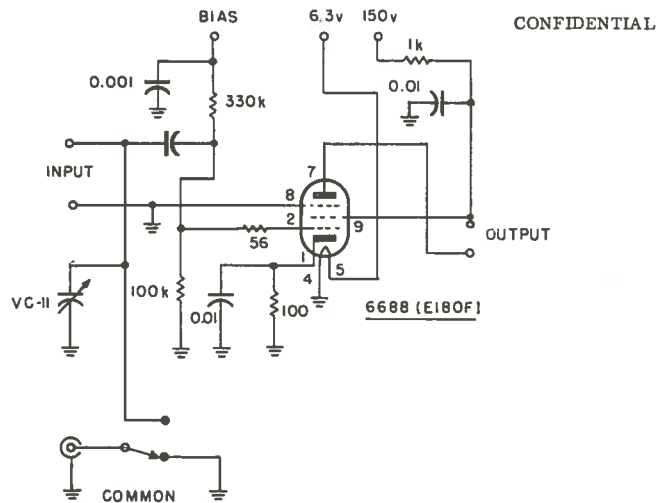 CONFIDENTIAL
BIAS
6.3v
150v
1k
0.001
330k
0.01
INPUT
7
8
2
9
56
OUTPUT
1
4
5
VC-11
100k
0.01
100
6688 (E180F)
COMMON